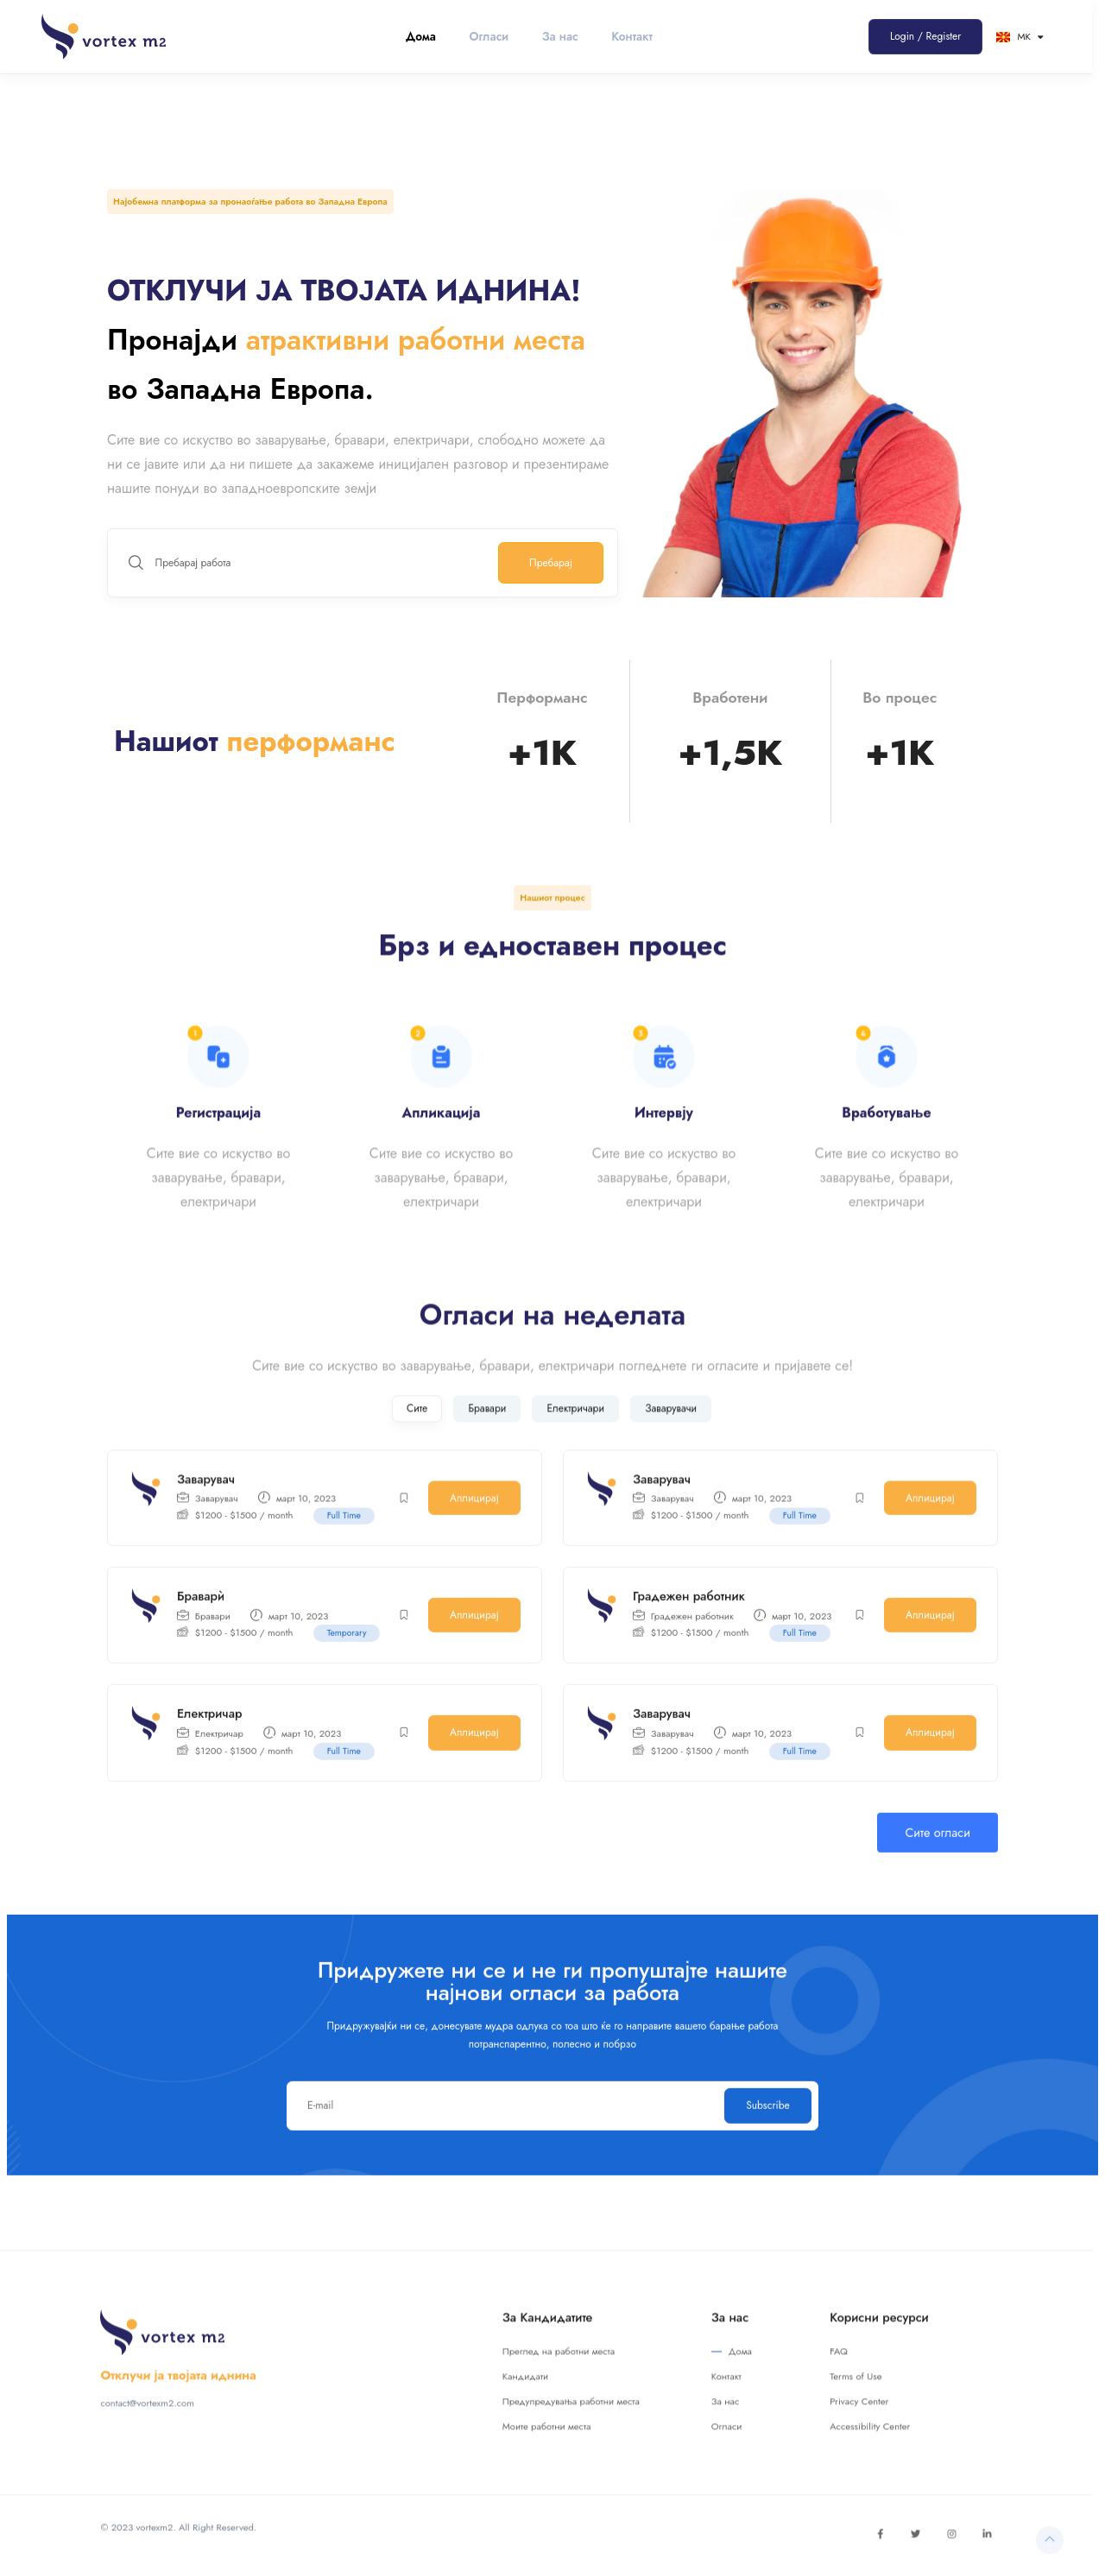 vortex m2
Дома
Огласи
За нас
Контакт
Login / Register
MK
Најобемна платформа за пронаоѓање работа во Западна Европа
ОТКЛУЧИ ЈА ТВОЈАТА ИДНИНА!
Пронајди атрактивни работни места
во Западна Европа.
Сите вие со искуство во заварување, бравари, електричари, слободно можете да
ни се јавите или да ни пишете да закажеме иницијален разговор и презентираме
нашите понуди во западноевропските земји
Пребарај работа
Пребарај
Нашиот перформанс
Перформанс
+1K
Вработени
+1,5K
Во процес
+1K
Нашиот процес
Брз и едноставен процес
1
Регистрација
Сите вие со искуство во
заварување, бравари,
електричари
2
Апликација
Сите вие со искуство во
заварување, бравари,
електричари
3
Интервју
Сите вие со искуство во
заварување, бравари,
електричари
4
Вработување
Сите вие со искуство во
заварување, бравари,
електричари
Огласи на неделата
Сите вие со искуство во заварување, бравари, електричари погледнете ги огласите и пријавете се!
Сите
Бравари
Електричари
Заварувачи
Заварувач
Заварувач март 10, 2023
$1200 - $1500 / month Full Time
Аплицирај
Заварувач
Заварувач март 10, 2023
$1200 - $1500 / month Full Time
Аплицирај
Браварѝ
Бравари март 10, 2023
$1200 - $1500 / month Temporary
Аплицирај
Градежен работник
Градежен работник март 10, 2023
$1200 - $1500 / month Full Time
Аплицирај
Електричар
Електричар март 10, 2023
$1200 - $1500 / month Full Time
Аплицирај
Заварувач
Заварувач март 10, 2023
$1200 - $1500 / month Full Time
Аплицирај
Сите огласи
Придружете ни се и не ги пропуштајте нашите
најнови огласи за работа
Придружувајќи ни се, донесувате мудра одлука со тоа што ќе го направите вашето барање работа
потранспарентно, полесно и побрзо
E-mail
Subscribe
vortex m2
Отклучи ја твојата иднина
contact@vortexm2.com
За Кандидатите
Преглед на работни места
Кандидати
Предупредувања работни места
Моите работни места
За нас
Дома
Контакт
За нас
Огласи
Корисни ресурси
FAQ
Terms of Use
Privacy Center
Accessibility Center
© 2023 vortexm2. All Right Reserved.